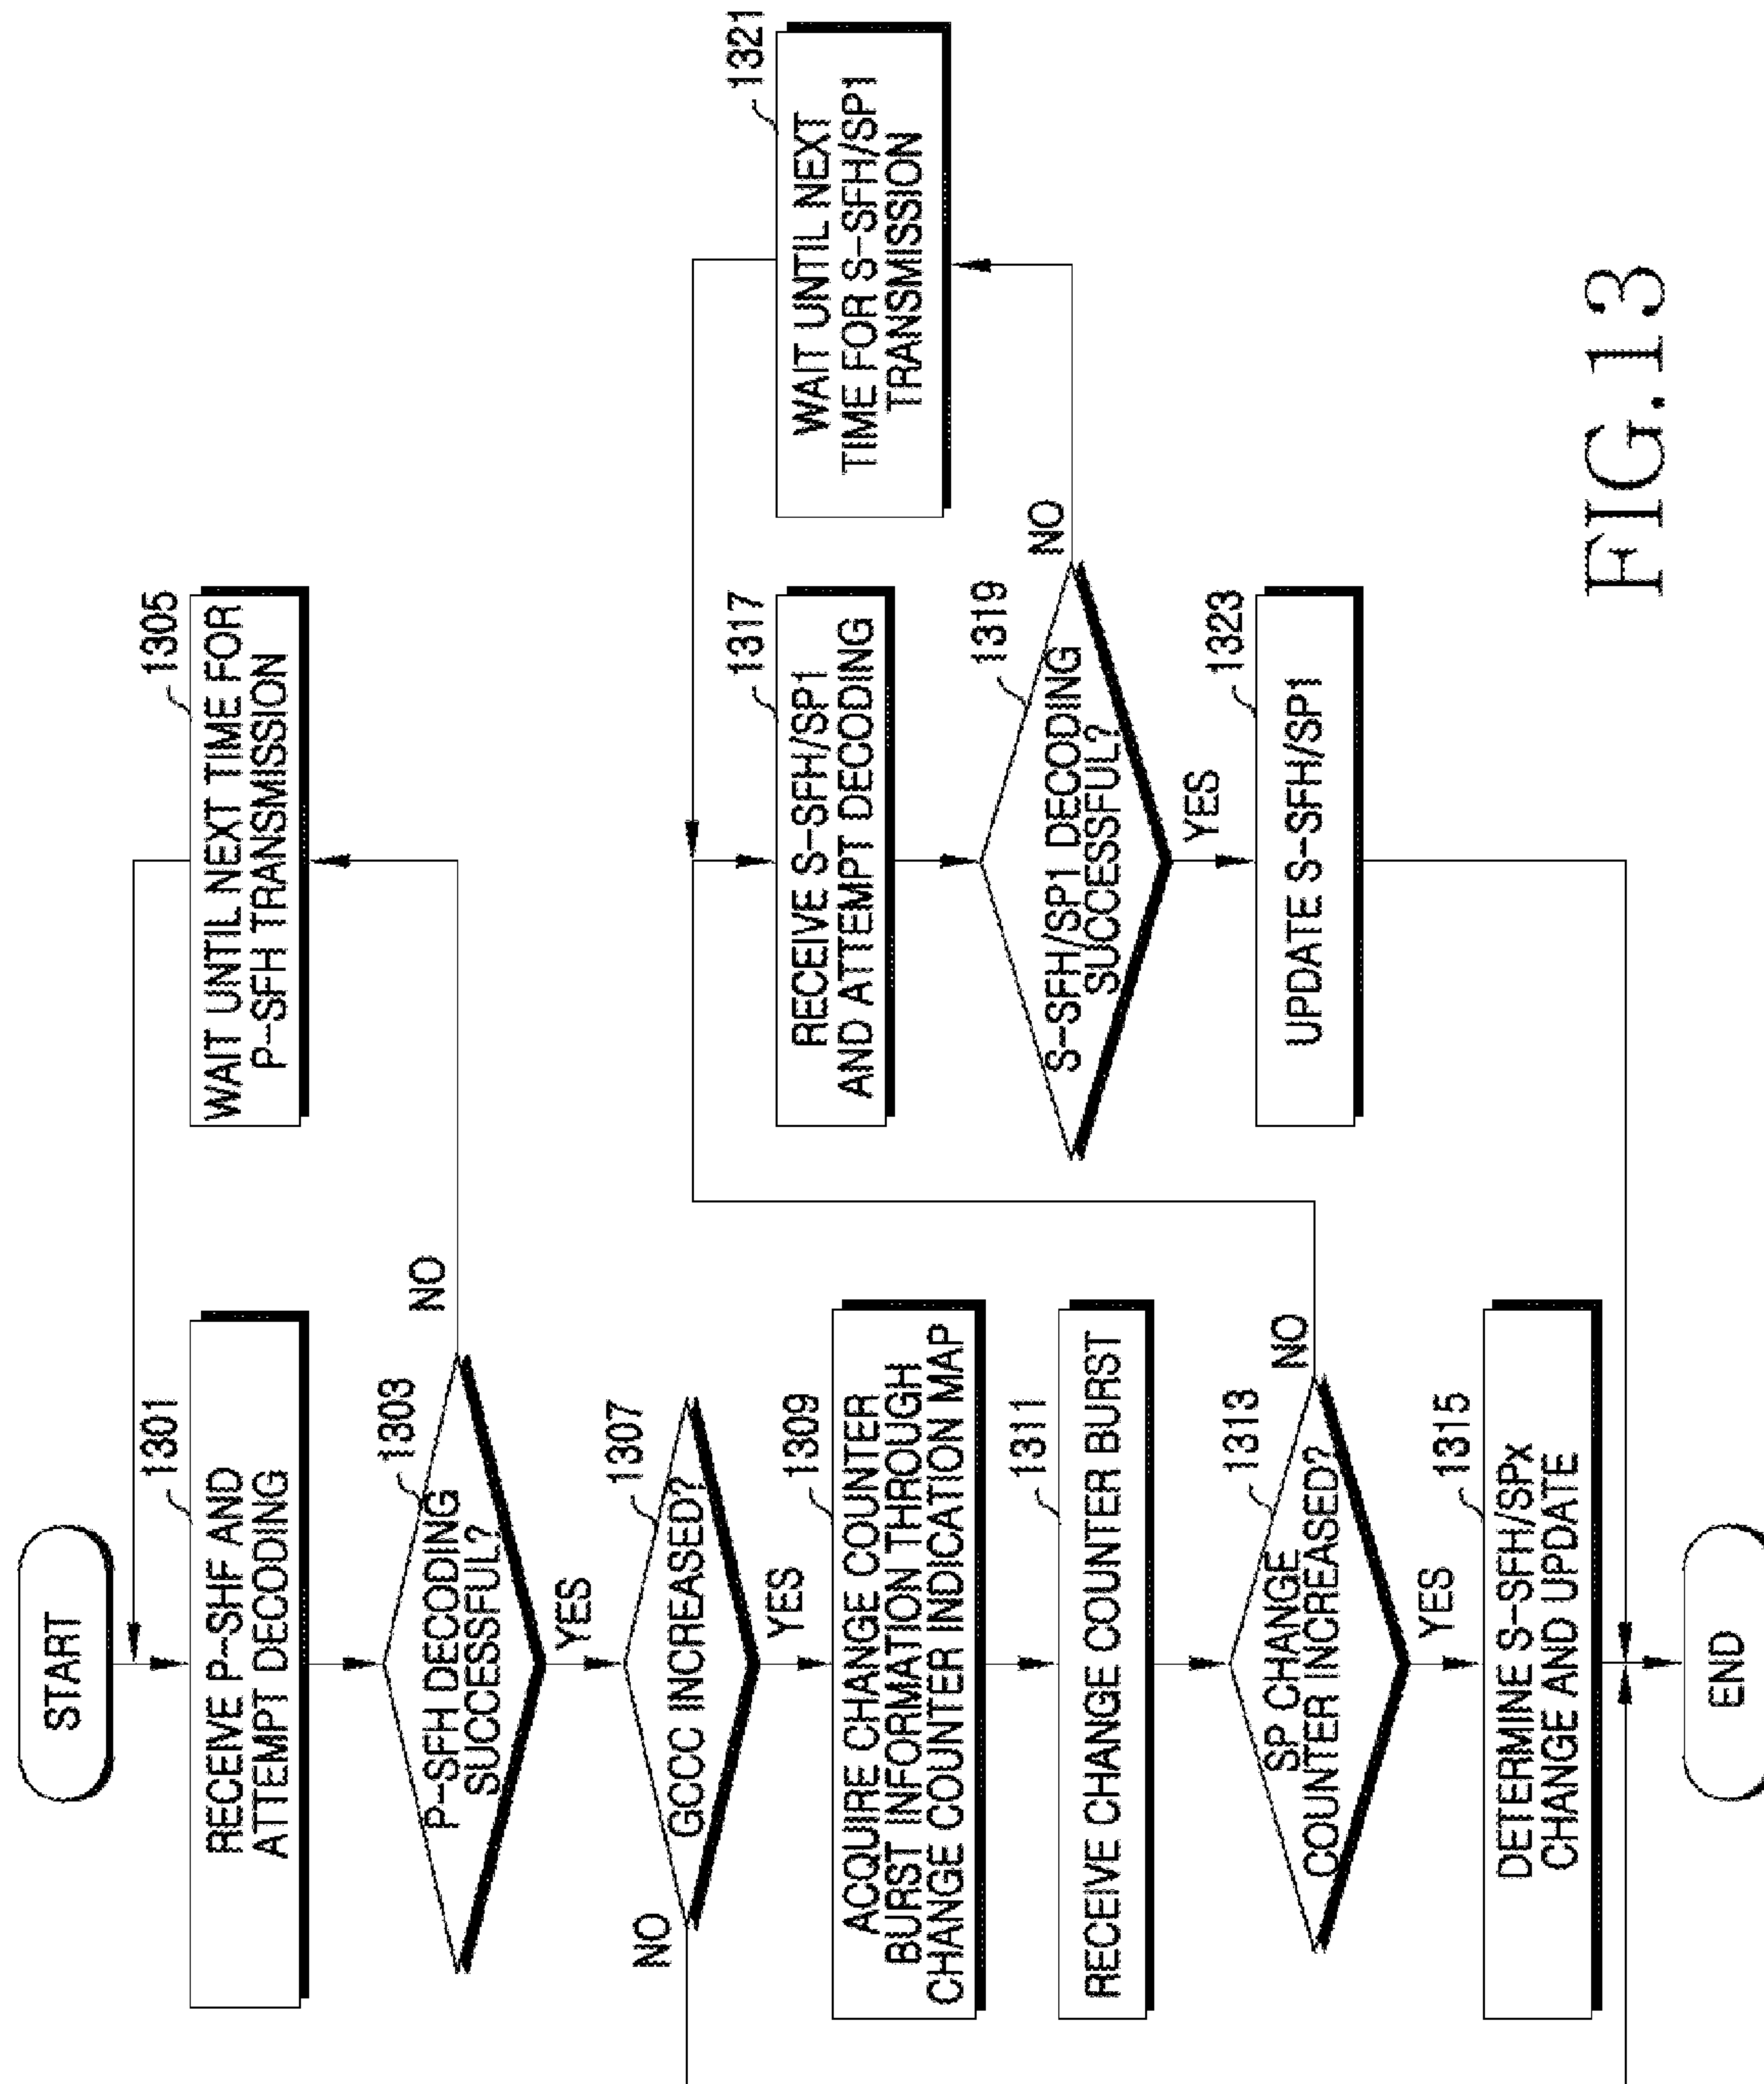 START
1301
RECEIVE P-SHF AND
ATTEMPT DECODING
1303
P-SFH DECODING
SUCCESSFUL?
NO
YES
1305
WAIT UNTIL NEXT TIME FOR
P-SFH TRANSMISSION
1307
GCCC INCREASED?
NO
YES
1309
ACQUIRE CHANGE COUNTER
BURST INFORMATION THROUGH
CHANGE COUNTER INDICATION MAP
1311
RECEIVE CHANGE COUNTER BURST
1313
SP CHANGE
COUNTER INCREASED?
NO
YES
1315
DETERMINE S-SFH/SPx
CHANGE AND UPDATE
END
1317
RECEIVE S-SFH/SP1
AND ATTEMPT DECODING
1319
S-SFH/SP1 DECODING
SUCCESSFUL?
NO
YES
1321
WAIT UNTIL NEXT
TIME FOR S-SFH/SP1
TRANSMISSION
1323
UPDATE S-SFH/SP1
FIG.13